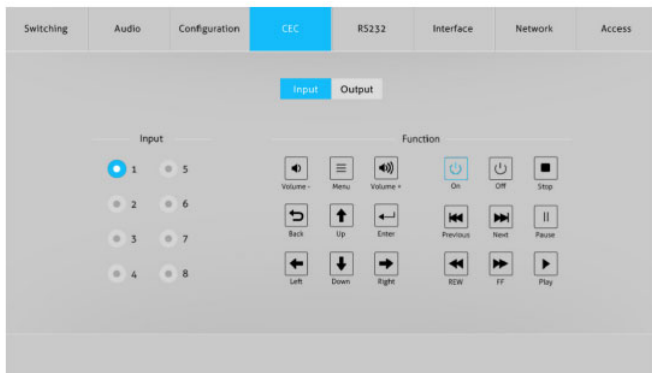 Switching Audio Configuration CEC RS232 Interface Network Access
Input Output
Input Function
1 5
Volume - Menu Volume + On Off Stop
2 6
Back Up Enter Previous Next Pause
3 7
4 8
Left Down Right REW FF Play